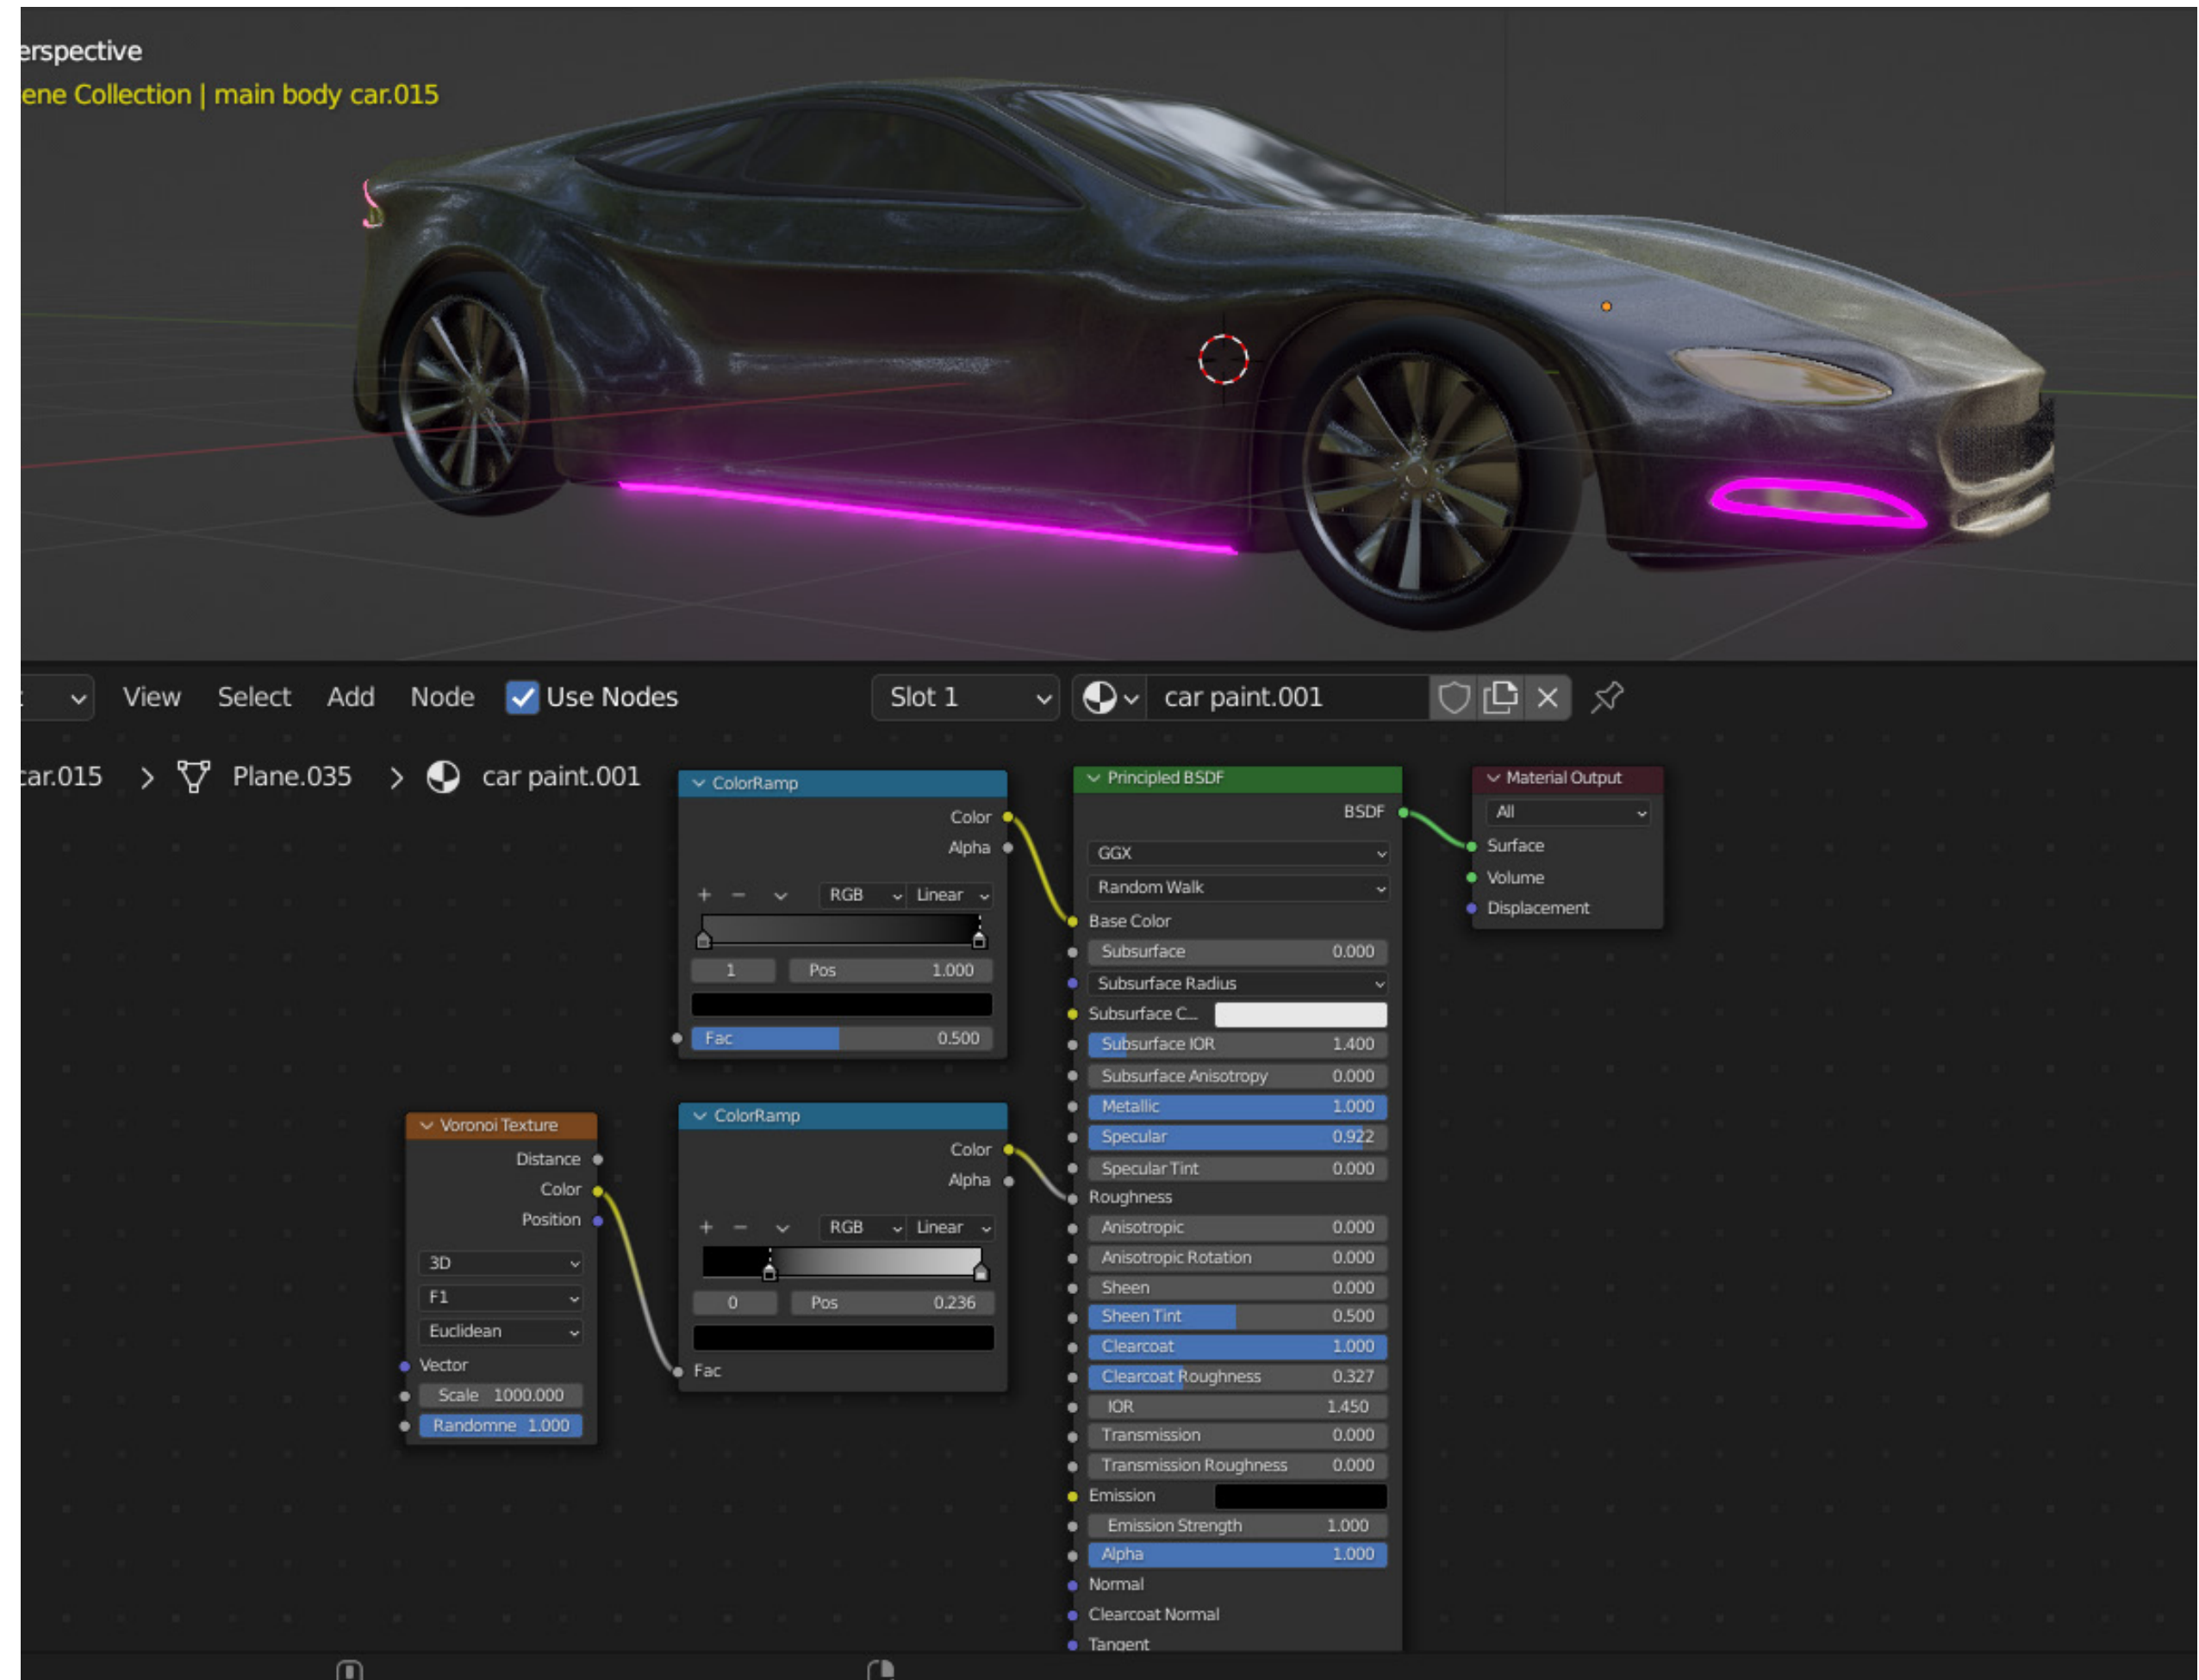 erspective
ene Collection | main body car.015
View Select Add Node Use Nodes Slot 1 car paint.001
car.015 > Plane.035 > car paint.001
ColorRamp
Color
Alpha
+ − RGB Linear
1 Pos 1.000
Fac 0.500
Voronoi Texture
Distance
Color
Position
3D
F1
Euclidean
Vector
Scale 1000.000
Randomne 1.000
ColorRamp
Color
Alpha
+ − RGB Linear
0 Pos 0.236
Fac
Principled BSDF
BSDF
GGX
Random Walk
Base Color
Subsurface 0.000
Subsurface Radius
Subsurface C...
Subsurface IOR 1.400
Subsurface Anisotropy 0.000
Metallic 1.000
Specular 0.922
Specular Tint 0.000
Roughness
Anisotropic 0.000
Anisotropic Rotation 0.000
Sheen 0.000
Sheen Tint 0.500
Clearcoat 1.000
Clearcoat Roughness 0.327
IOR 1.450
Transmission 0.000
Transmission Roughness 0.000
Emission
Emission Strength 1.000
Alpha 1.000
Normal
Clearcoat Normal
Tangent
Material Output
All
Surface
Volume
Displacement